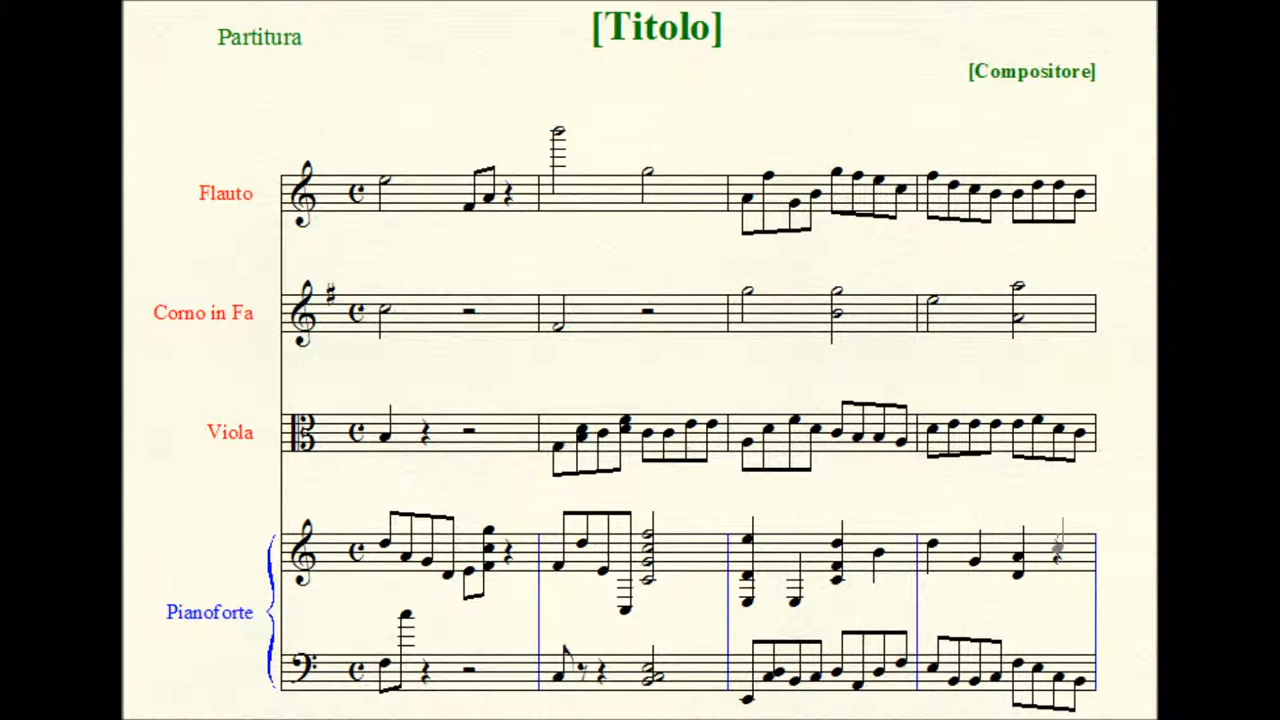 [Titolo]
Partitura
[Compositore]
Flauto
Corno in Fa
Viola
Pianoforte